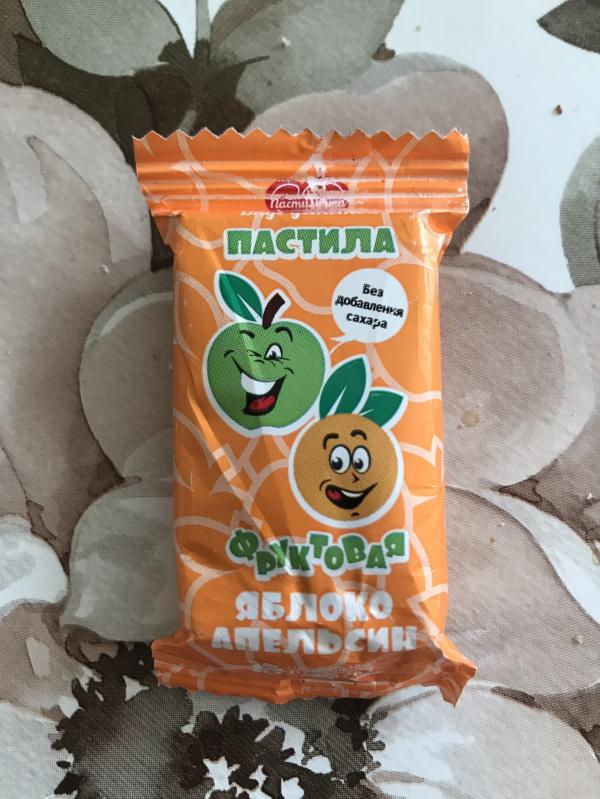 ПАСТИЛА
Без
добавления
сахара
ФРУКТОВАЯ
ЯБЛОКО
АПЕЛЬСИН